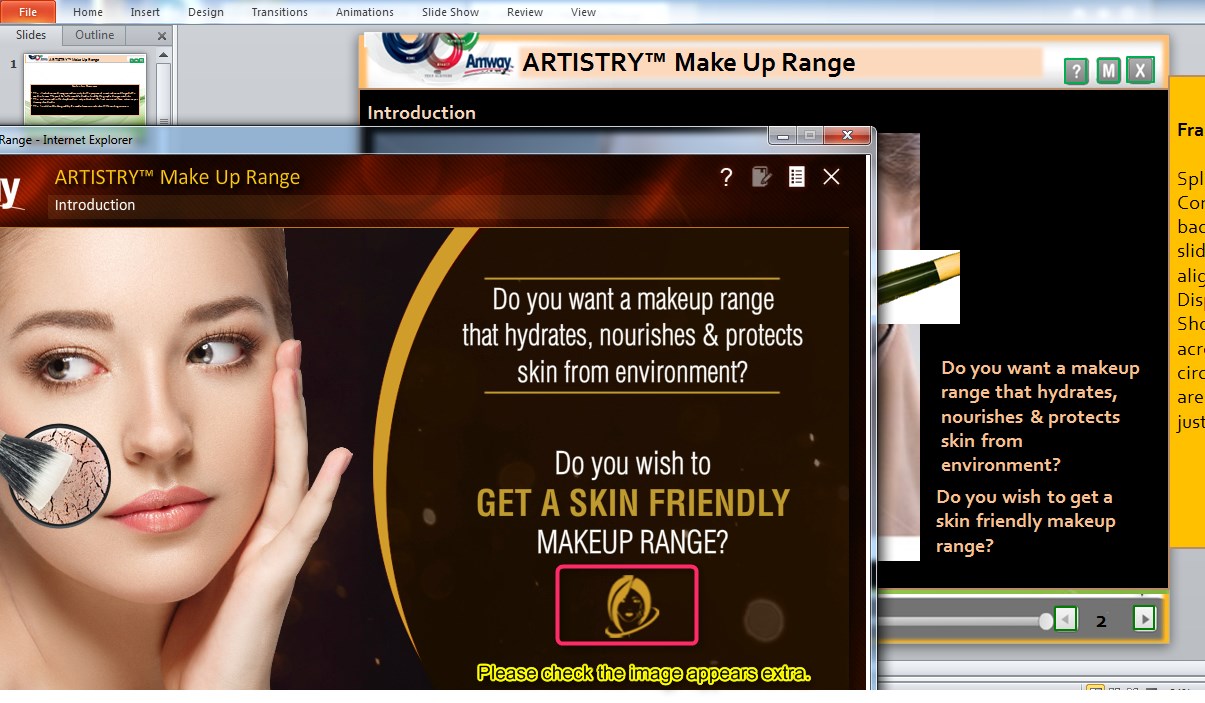 File Home Insert Design Transitions Animations Slide Show Review View
Slides Outline
1
Amway ARTISTRY™ Make Up Range
? M X
Introduction
Range - Internet Explorer
ARTISTRY™ Make Up Range
?
Introduction
Do you want a makeup range
that hydrates, nourishes & protects
skin from environment?
Do you wish to
GET A SKIN FRIENDLY
MAKEUP RANGE?
Please check the image appears extra.
Do you want a makeup
range that hydrates,
nourishes & protects
skin from
environment?
Do you wish to get a
skin friendly makeup
range?
2
Fra
Spl
Cor
bac
slid
alig
Disp
Sho
acr
circ
are
just